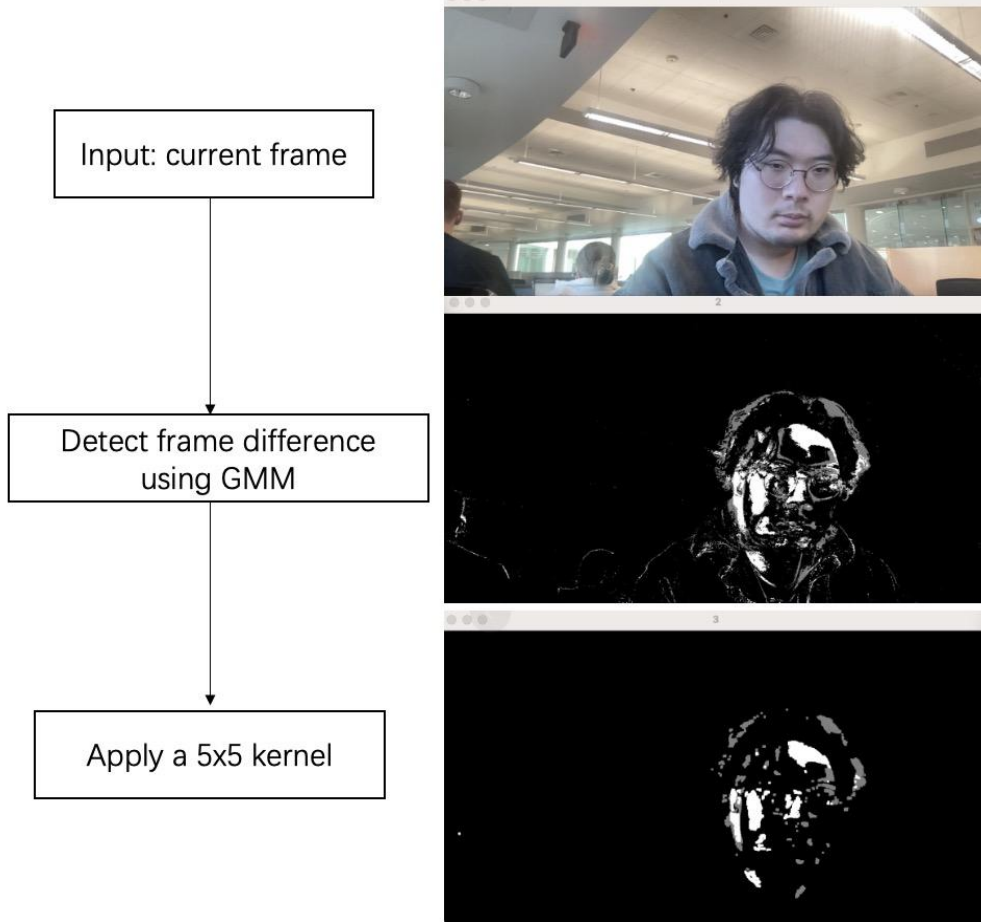 Input: current frame
2
Detect frame difference
using GMM
3
Apply a 5x5 kernel